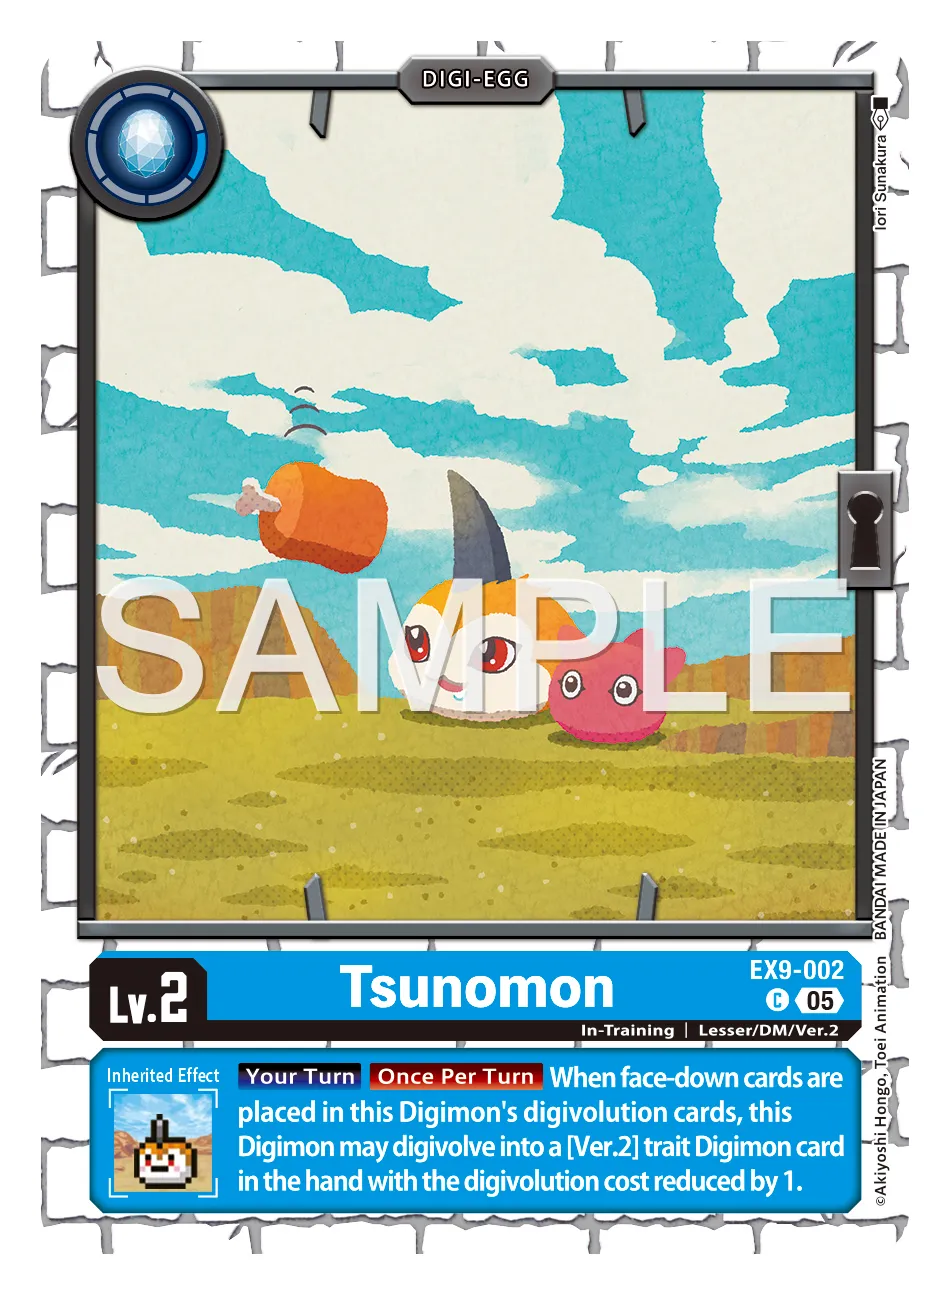 DIGI-EGG
Iori Sunakura
SAMPLE
BANDAI MADE IN JAPAN
©Akiyoshi Hongo, Toei Animation
Lv.2
Tsunomon
EX9-002
C 05
In-Training | Lesser/DM/Ver.2
Inherited Effect
Your Turn Once Per Turn When face-down cards are
placed in this Digimon's digivolution cards, this
Digimon may digivolve into a [Ver.2] trait Digimon card
in the hand with the digivolution cost reduced by 1.